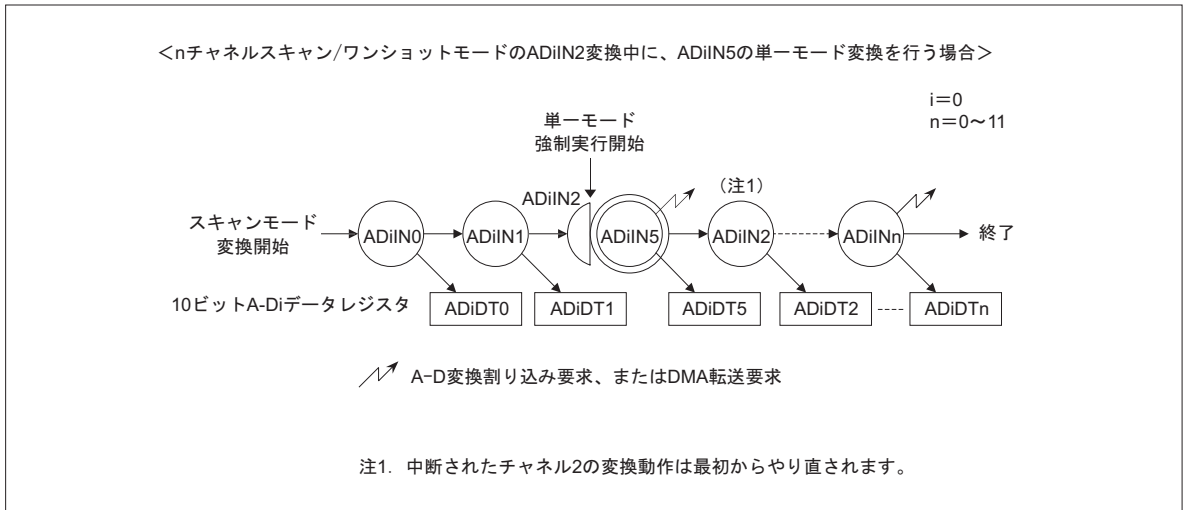 ＜nチャネルスキャン/ワンショットモードのADiIN2変換中に、ADiIN5の単一モード変換を行う場合＞
i＝0
n＝0～11
単一モード
強制実行開始
ADiIN2
（注1）
スキャンモード
変換開始
ADiIN0
ADiIN1
ADiIN5
ADiIN2
ADiINn
終了
10ビットA-Diデータレジスタ
ADiDT0
ADiDT1
ADiDT5
ADiDT2
ADiDTn
A-D変換割り込み要求、またはDMA転送要求
注1. 中断されたチャネル2の変換動作は最初からやり直されます。